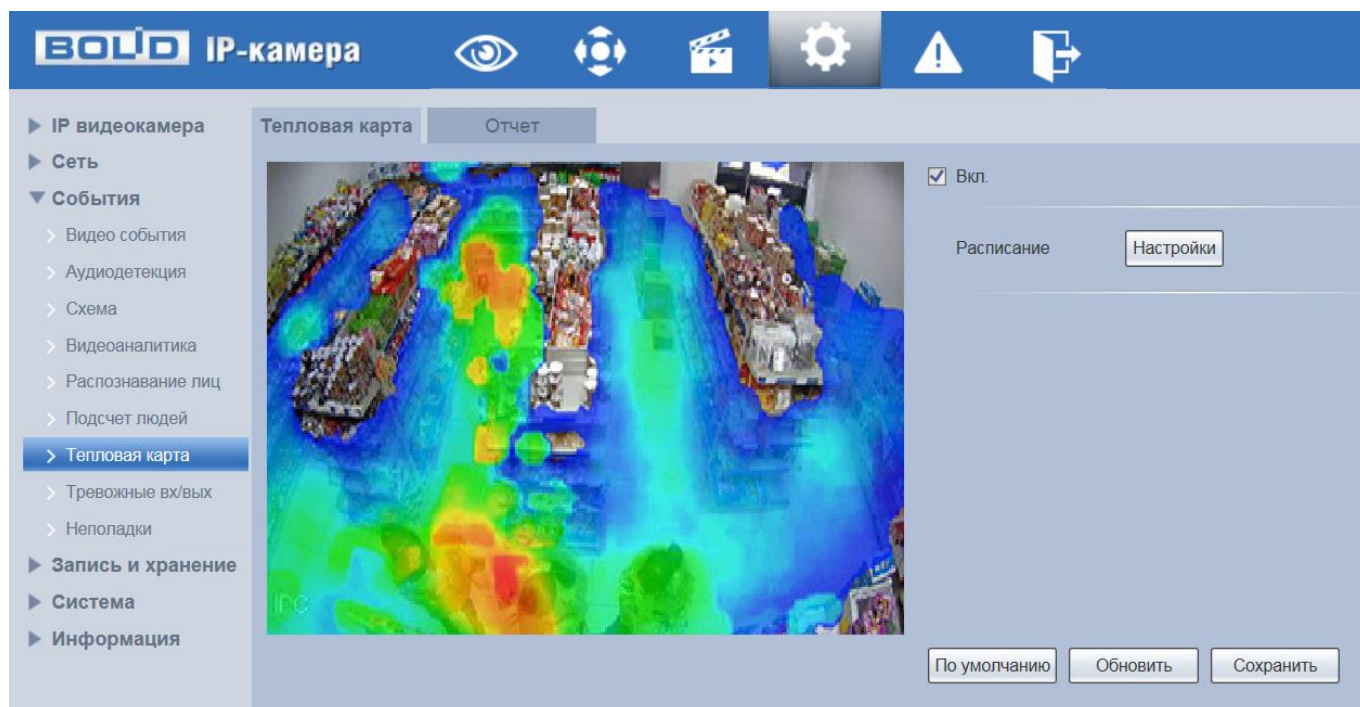 BOLID IP-камера
IP видеокамера
Сеть
События
Видео события
Аудиодетекция
Схема
Видеоаналитика
Распознавание лиц
Подсчет людей
Тепловая карта
Тревожные вх/вых
Неполадки
Запись и хранение
Система
Информация
Тепловая карта
Отчет
IPC
Вкл.
Расписание
Настройки
По умолчанию
Обновить
Сохранить